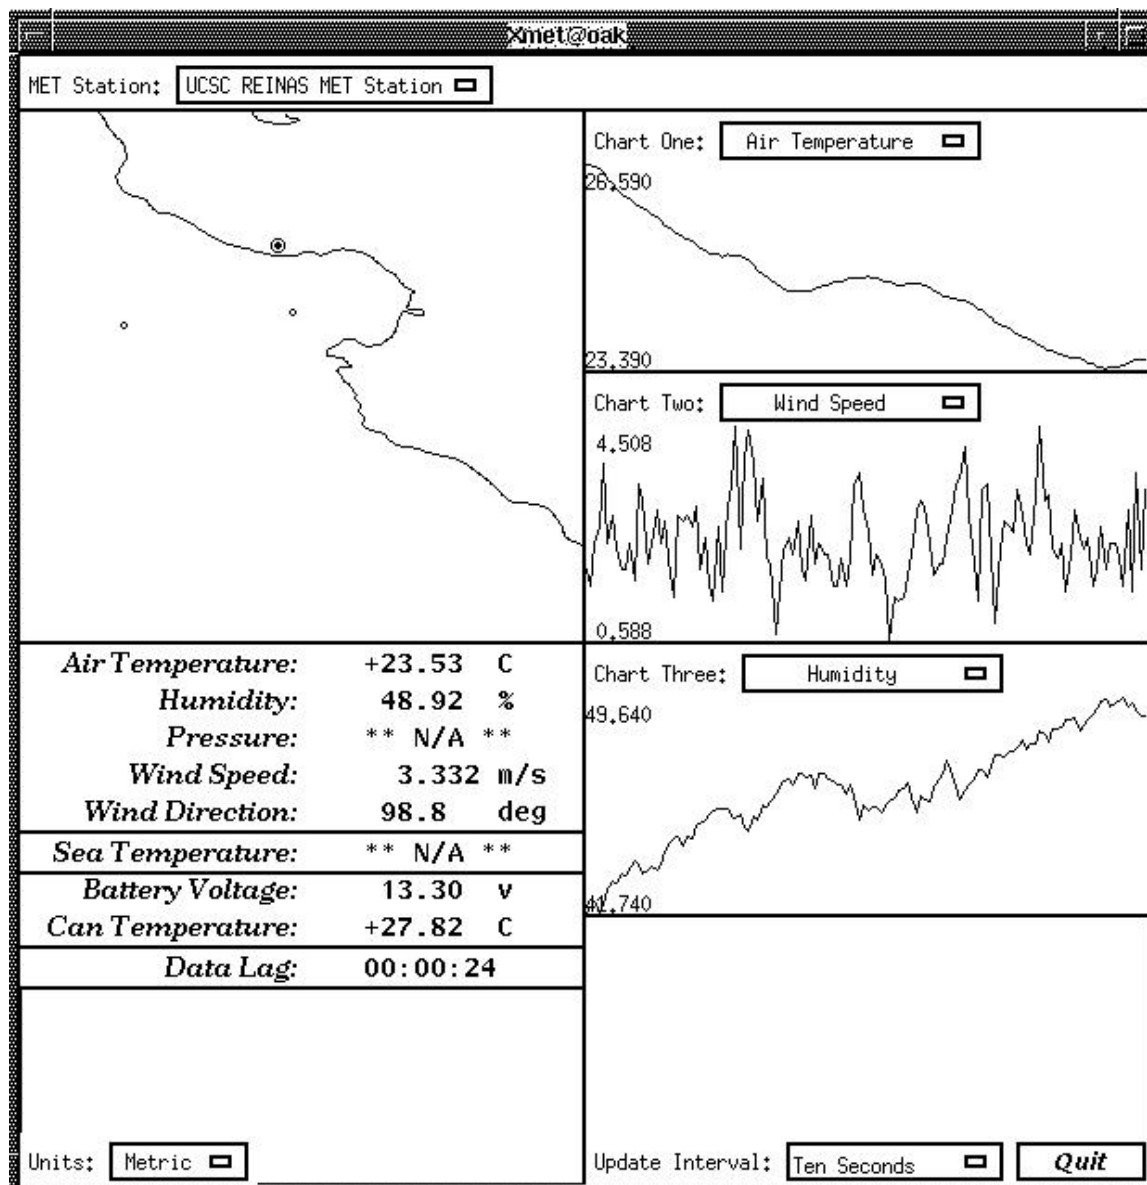 Xmet@oak
MET Station: UCSC REINAS MET Station
Chart One: Air Temperature
26.590
23.390
Chart Two: Wind Speed
4.508
0.588
Air Temperature: +23.53 C
Humidity: 48.92 %
Pressure: ** N/A **
Wind Speed: 3.332 m/s
Wind Direction: 98.8 deg
Sea Temperature: ** N/A **
Battery Voltage: 13.30 v
Can Temperature: +27.82 C
Data Lag: 00:00:24
Chart Three: Humidity
49.640
41.740
Units: Metric
Update Interval: Ten Seconds
Quit